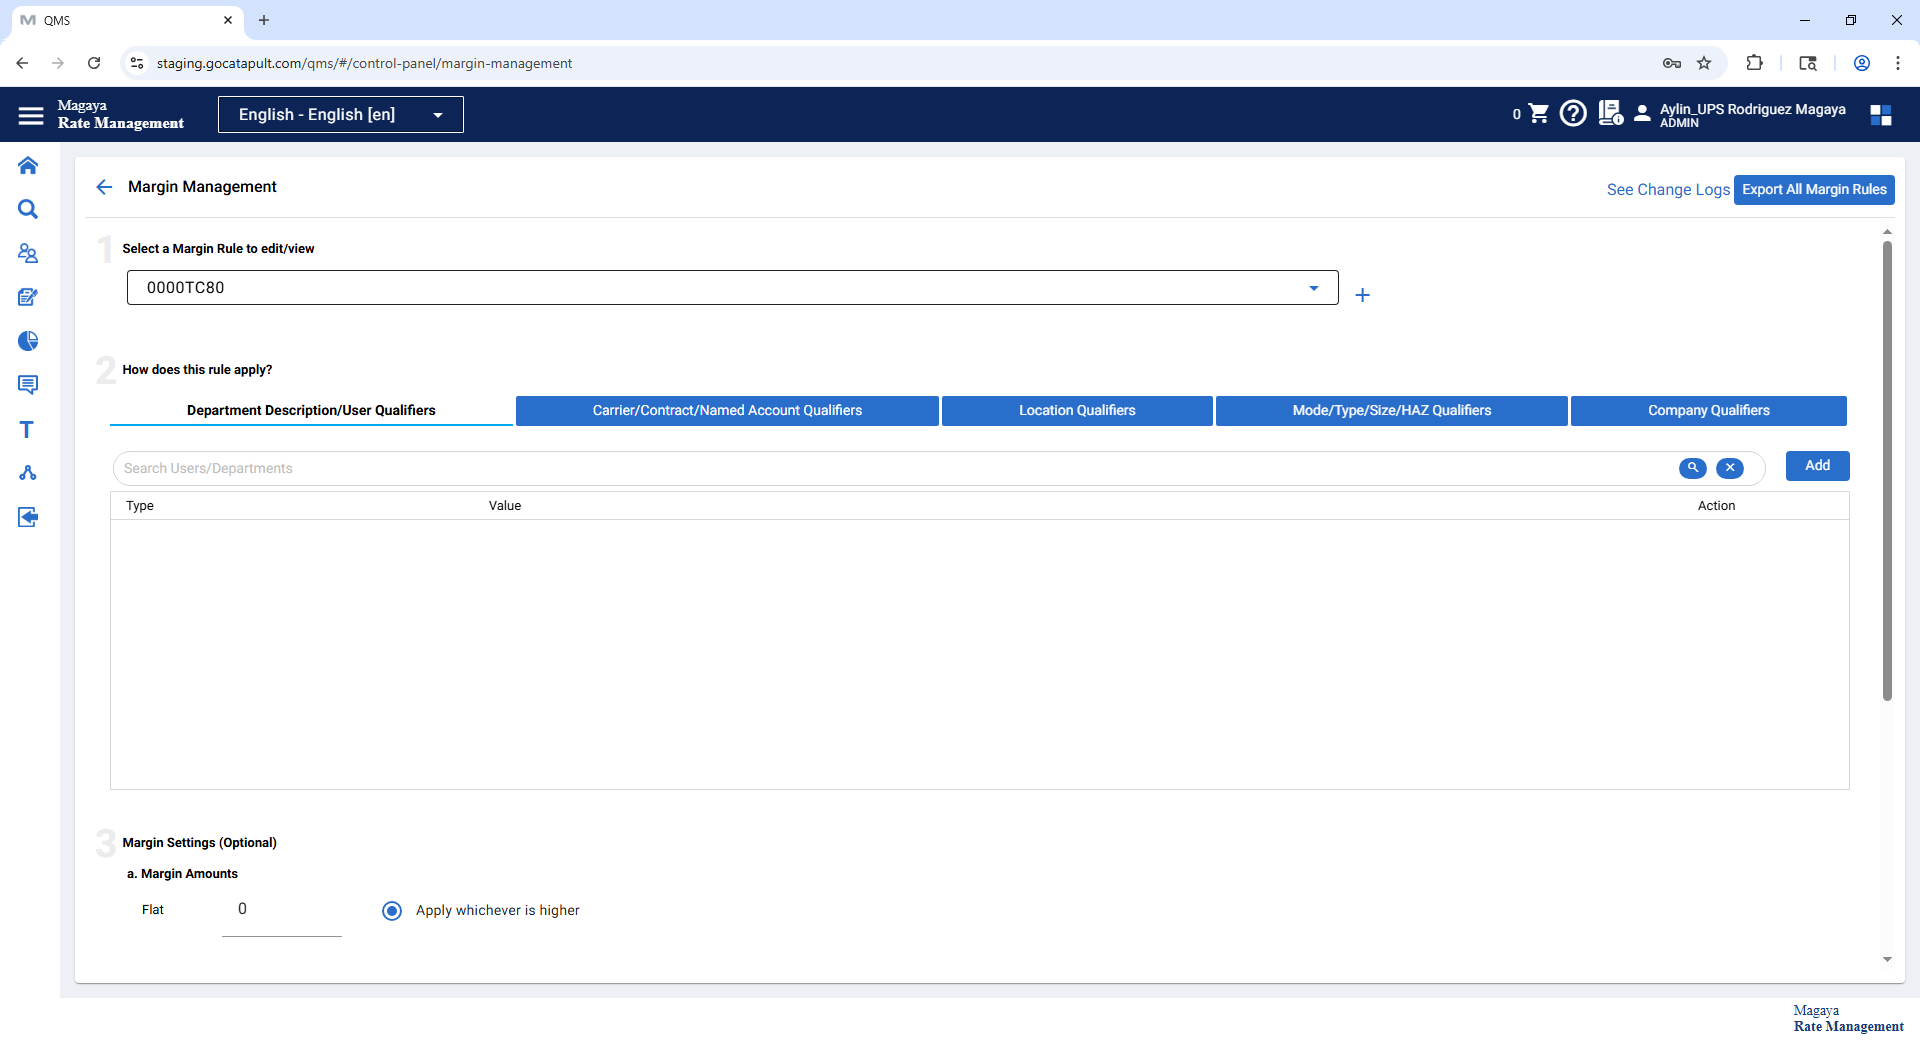 QMS
staging.gocatapult.com/qms/#/control-panel/margin-management
Magaya
Rate Management
English - English [en]
0
Aylin_UPS Rodriguez Magaya
ADMIN
Margin Management
See Change Logs
Export All Margin Rules
1
Select a Margin Rule to edit/view
0000TC80
2
How does this rule apply?
Department Description/User Qualifiers
Carrier/Contract/Named Account Qualifiers
Location Qualifiers
Mode/Type/Size/HAZ Qualifiers
Company Qualifiers
Search Users/Departments
Add
Type
Value
Action
3
Margin Settings (Optional)
a. Margin Amounts
Flat
0
Apply whichever is higher
Magaya
Rate Management